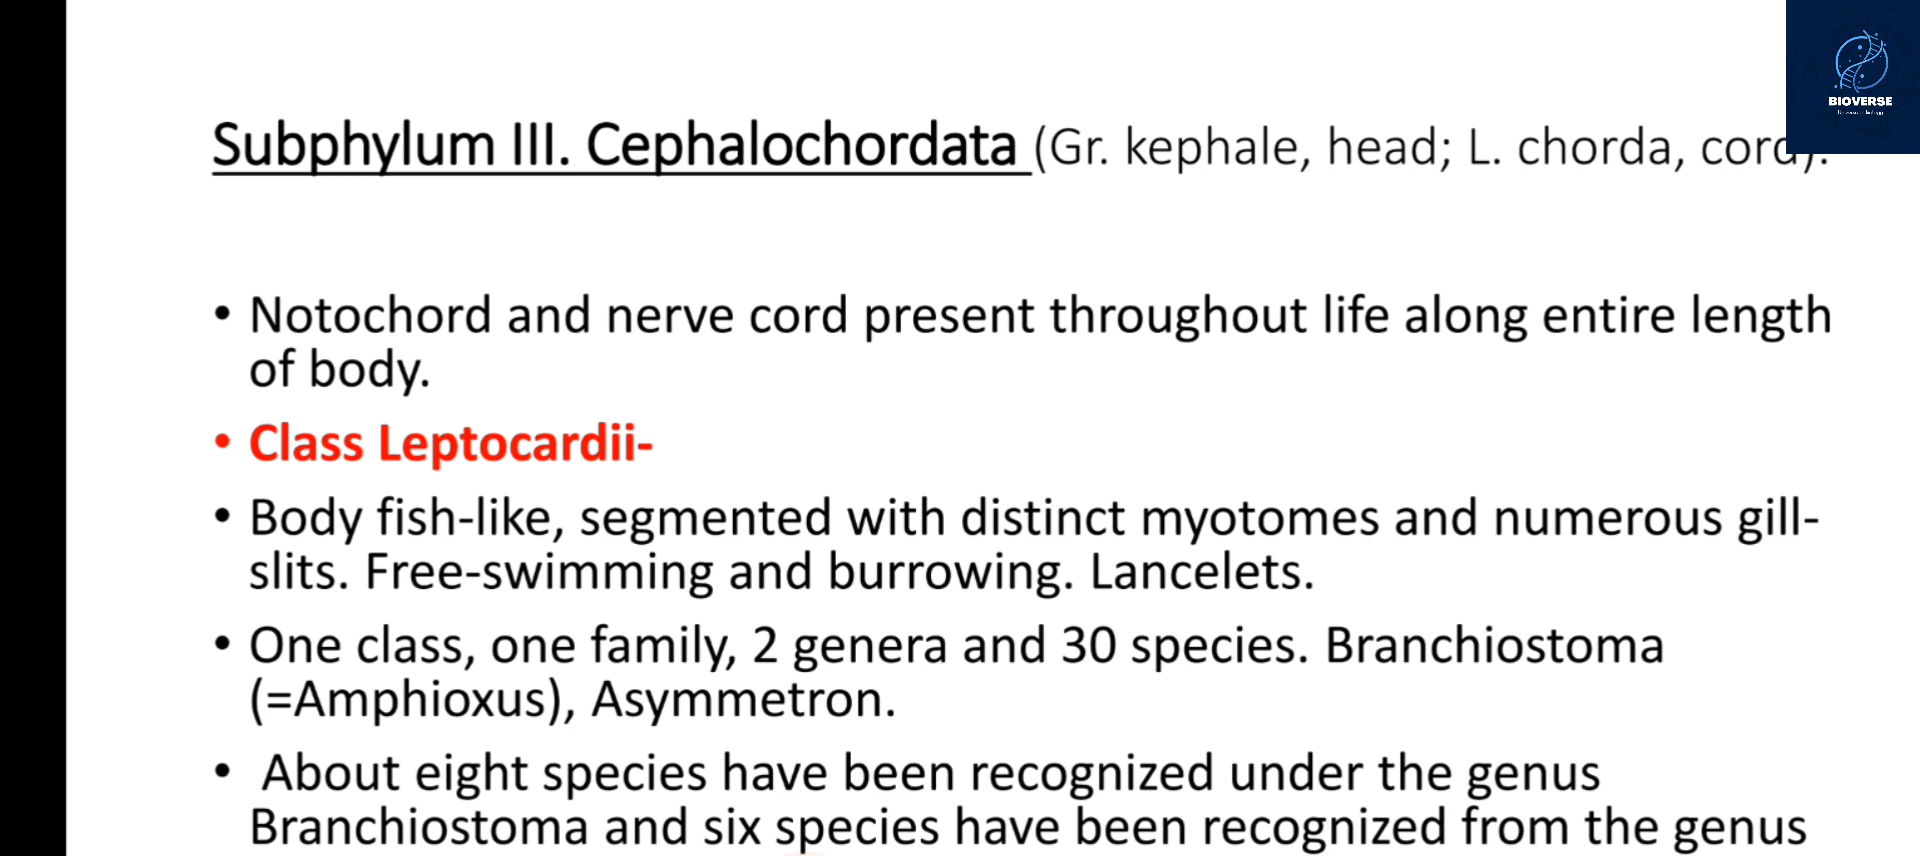 BIOVERSE
Subphylum III. Cephalochordata (Gr. kephale, head; L. chorda, cord).
• Notochord and nerve cord present throughout life along entire length
of body.
• Class Leptocardii-
• Body fish-like, segmented with distinct myotomes and numerous gill-
slits. Free-swimming and burrowing. Lancelets.
• One class, one family, 2 genera and 30 species. Branchiostoma
(=Amphioxus), Asymmetron.
• About eight species have been recognized under the genus
Branchiostoma and six species have been recognized from the genus